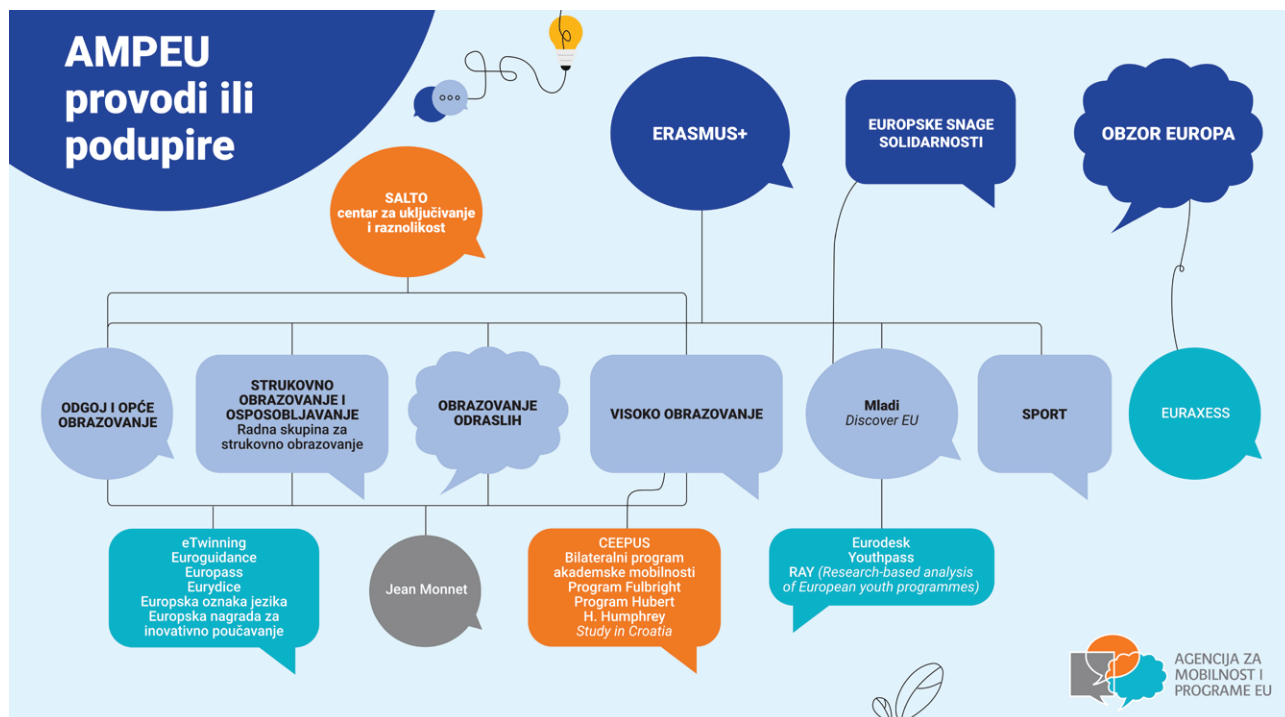 AMPEU
provodi ili
podupire
ERASMUS+
EUROPSKE SNAGE
SOLIDARNOSTI
OBZOR EUROPA
SALTO
centar za uključivanje
i raznolikost
ODGOJ I OPĆE
OBRAZOVANJE
STRUKOVNO
OBRAZOVANJE I
OSPOSOBLJAVANJE
Radna skupina za
strukovno obrazovanje
OBRAZOVANJE
ODRASLIH
VISOKO OBRAZOVANJE
Mladi
Discover EU
SPORT
EURAXESS
eTwinning
Euroguidance
Europass
Eurydice
Europska oznaka jezika
Europska nagrada za
inovativno poučavanje
Jean Monnet
CEEPUS
Bilateralni program
akademske mobilnosti
Program Fulbright
Program Hubert
H. Humphrey
Study in Croatia
Eurodesk
Youthpass
RAY (Research-based analysis
of European youth programmes)
AGENCIJA ZA
MOBILNOST I
PROGRAME EU